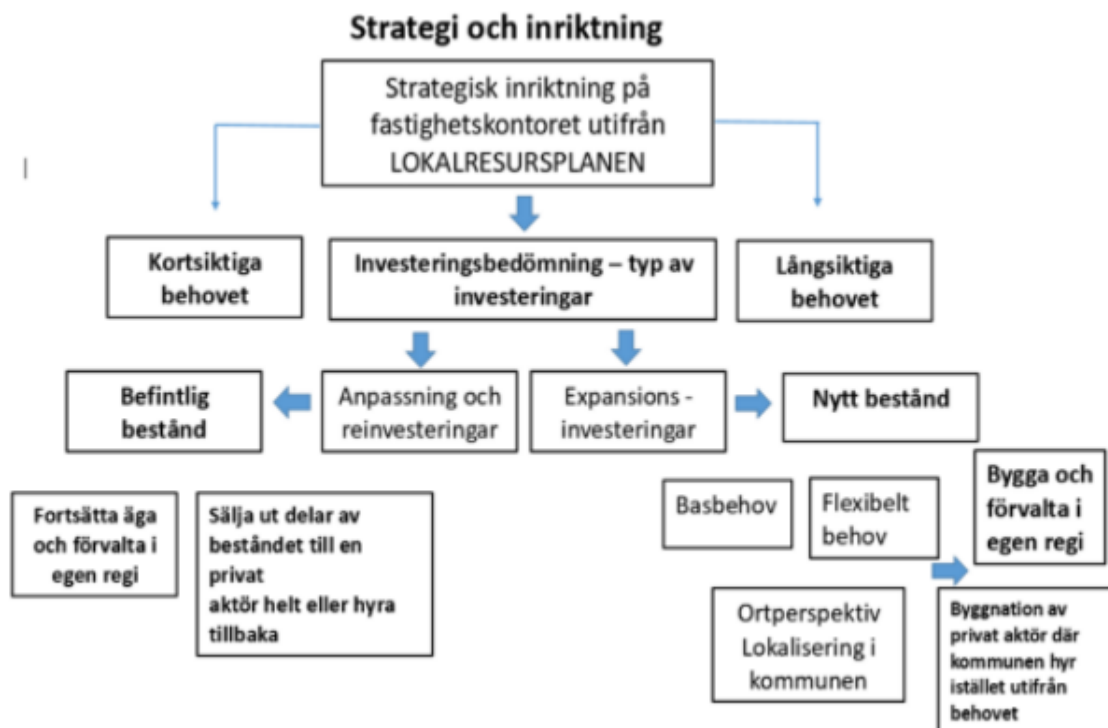 Strategi och inriktning
Strategisk inriktning på
fastighetskontoret utifrån
LOKALRESURSPLANEN
Kortsiktiga
behovet
Investeringsbedömning – typ av
investeringar
Långsiktiga
behovet
Befintlig
bestånd
Anpassning och
reinvesteringar
Expansions -
investeringar
Nytt bestånd
Fortsätta äga
och förvalta i
egen regi
Sälja ut delar av
beståndet till en
privat
aktör helt eller hyra
tillbaka
Basbehov
Flexibelt
behov
Bygga och
förvalta i
egen regi
Ortperspektiv
Lokalisering i
kommunen
Byggnation av
privat aktör där
kommunen hyr
istället utifrån
behovet